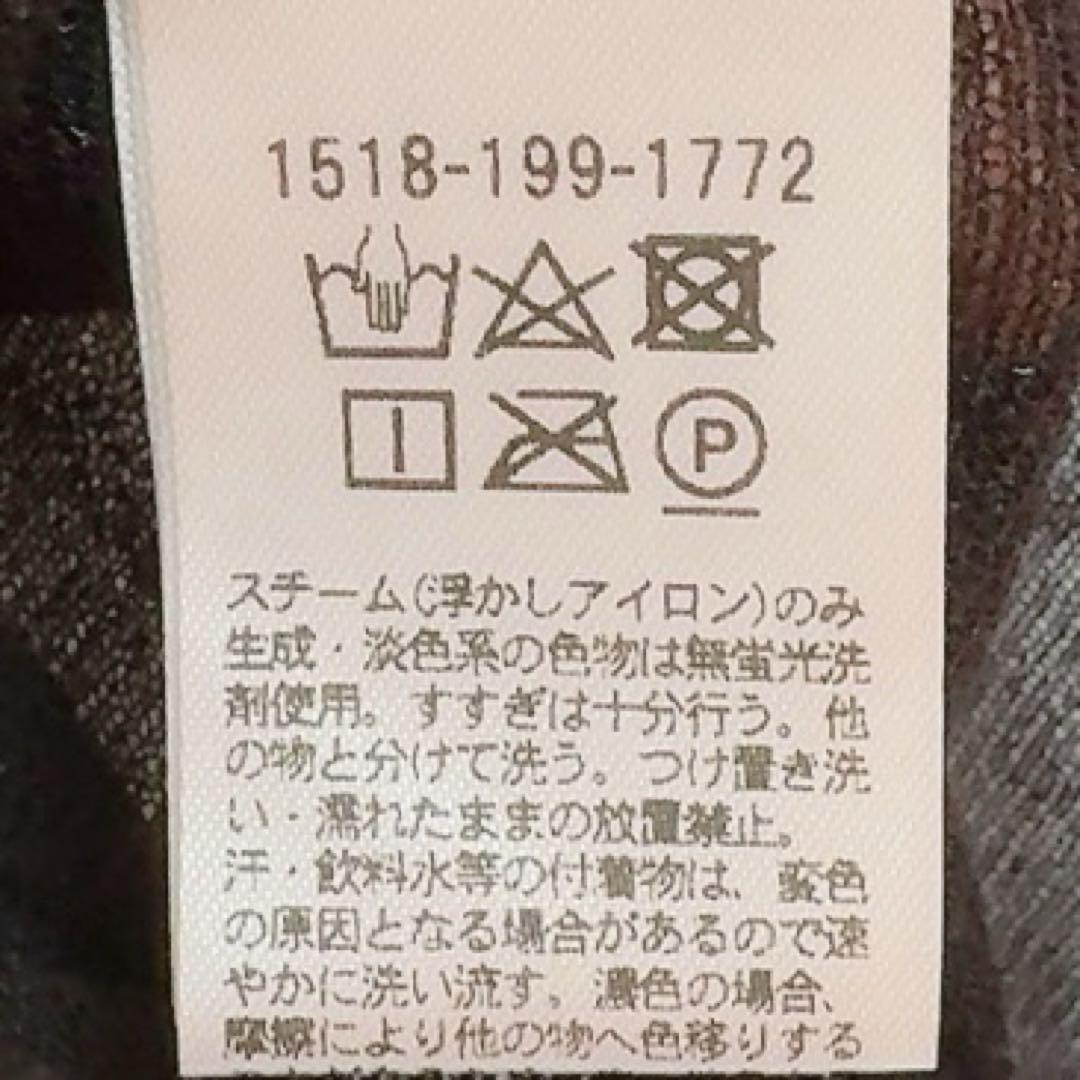 1518-199-1772
P
スチーム(浮かしアイロン)のみ
生成・淡色系の色物は無蛍光洗
剤使用。すすぎは十分行う。他
の物と分けて洗う。つけ置き洗
い・濡れたままの放置禁止。
汗・飲料水等の付着物は、変色
の原因となる場合があるので速
やかに洗い流す。濃色の場合、
摩擦により他の物へ色移りする